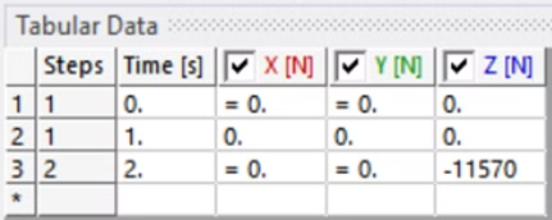 Tabular Data
Steps Time [s] X [N] Y [N] Z [N]
1 1 0. = 0. = 0. 0.
2 1 1. 0. 0. 0.
3 2 2. = 0. = 0. -11570
*